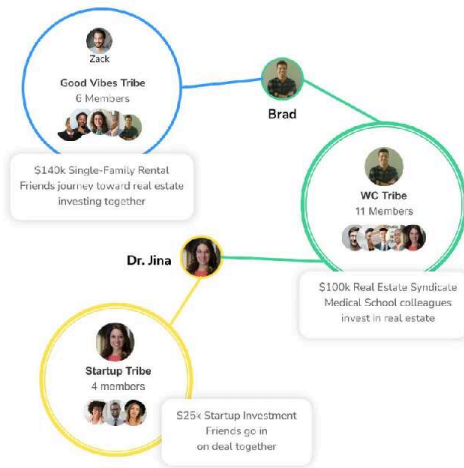 Zack
Good Vibes Tribe
6 Members
$140k Single-Family Rental
Friends journey toward real estate
investing together
Brad
WC Tribe
11 Members
$100k Real Estate Syndicate
Medical School colleagues
invest in real estate
Dr. Jina
Startup Tribe
4 members
$25k Startup Investment
Friends go in
on deal together